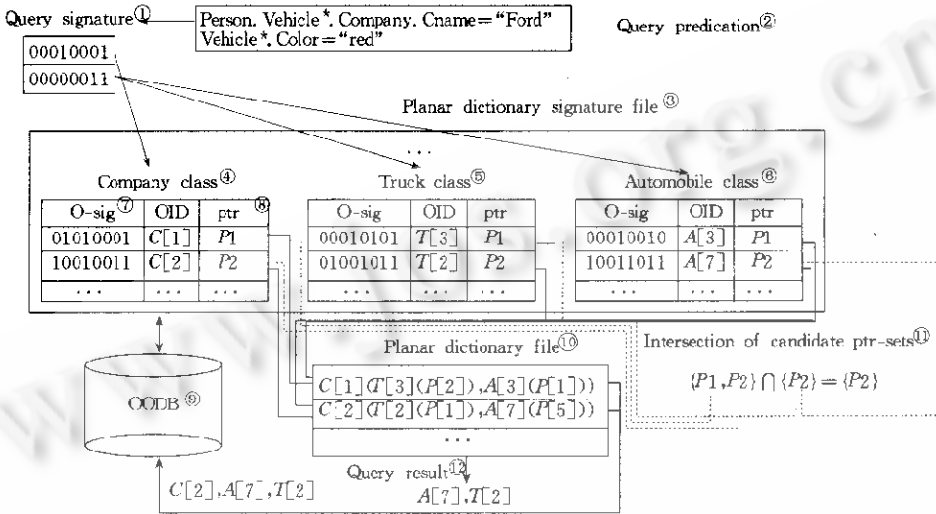 Query signature①
Person. Vehicle*. Company. Cname="Ford"
Vehicle*. Color="red"
Query predication②
00010001
00000011
Planar dictionary signature file③
...
Company class④
Truck class⑤
Automobile class⑥
O-sig⑦ OID ptr⑧
01010001 C[1] P1
10010011 C[2] P2
... ... ...
O-sig OID ptr
00010101 T[3] P1
01001011 T[2] P2
... ... ...
O-sig OID ptr
00010010 A[3] P1
10011011 A[7] P2
... ... ...
Planar dictionary file⑩
C[1](T[3](P[2]),A[3](P[1]))
C[2](T[2](P[1]),A[7](P[5]))
...
Intersection of candidate ptr-sets⑪
{P1,P2}⋂{P2}={P2}
OODB⑨
Query result⑫
C[2],A[7],T[2]
A[7],T[2]